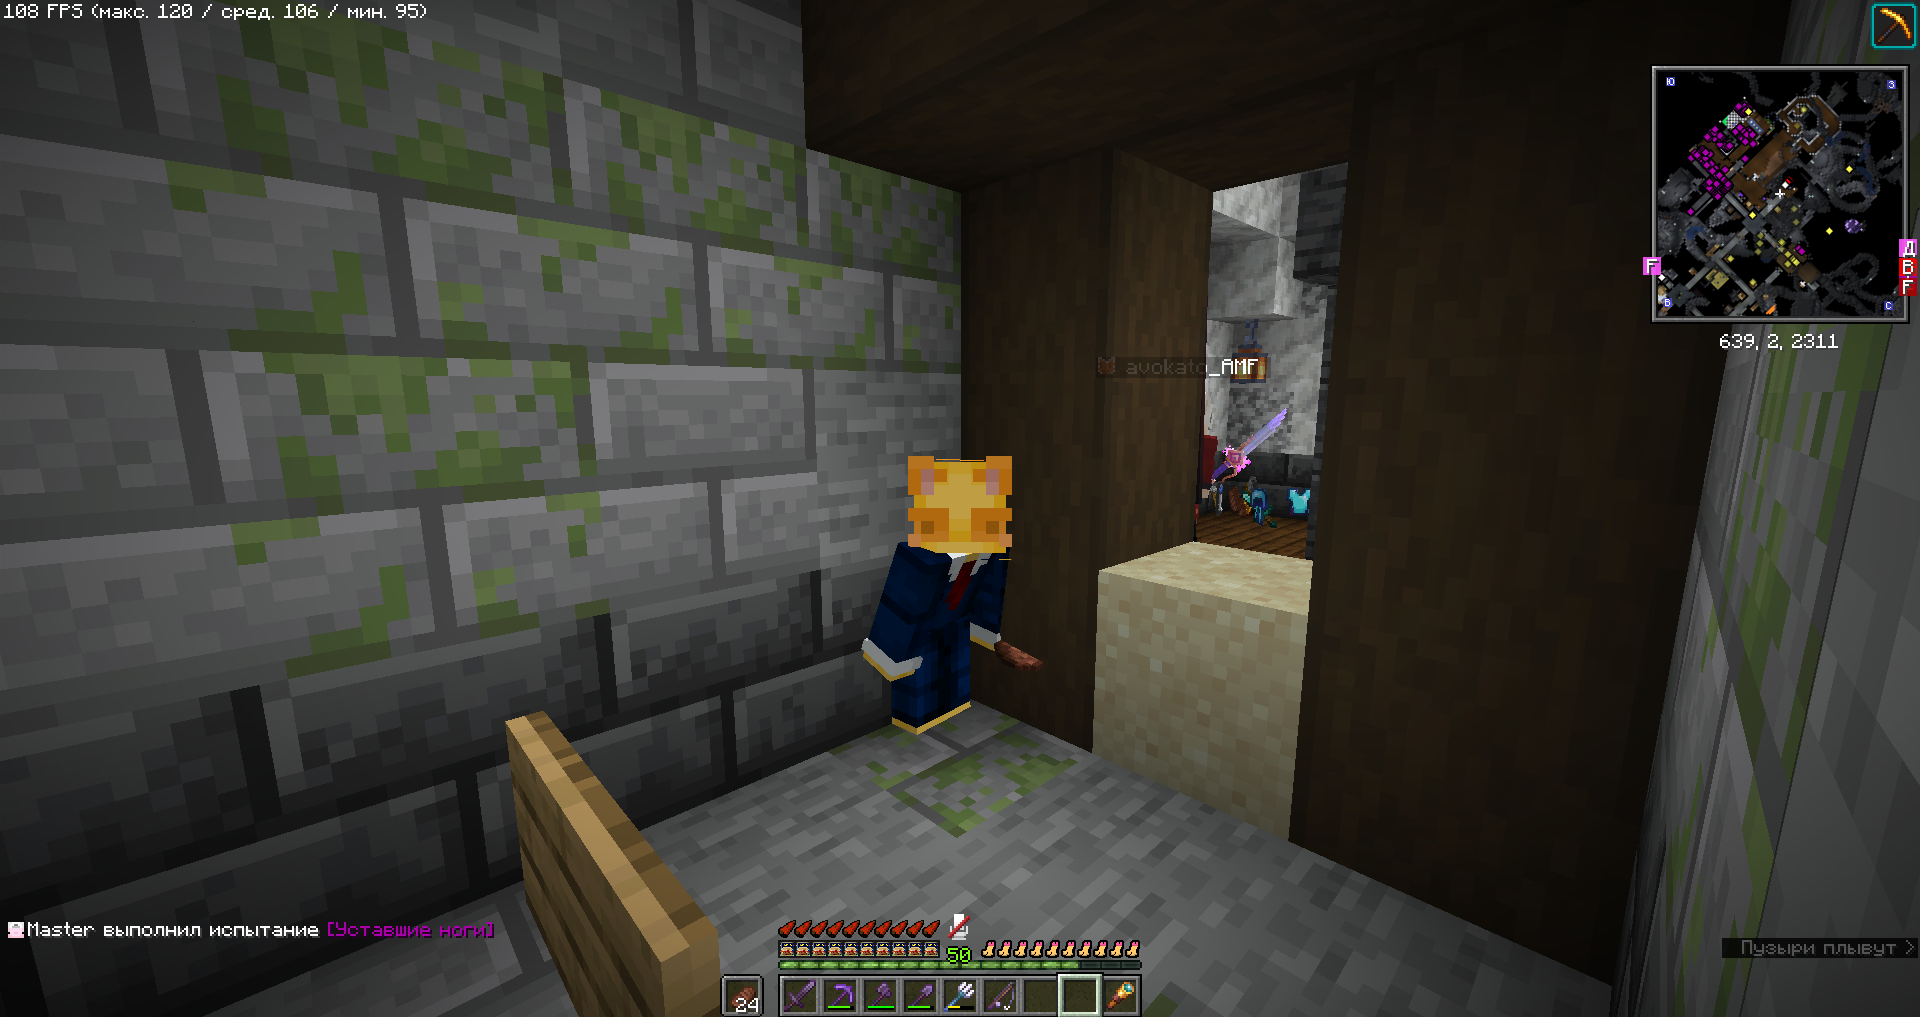 108 FPS (макс. 120 / сред. 106 / мин. 95)
Ю
З
Д
В
F
F
В
С
639, 2, 2311
avokato_AMF
Master выполнил испытание [Уставшие ноги]
50
Пузыри плывут >
24